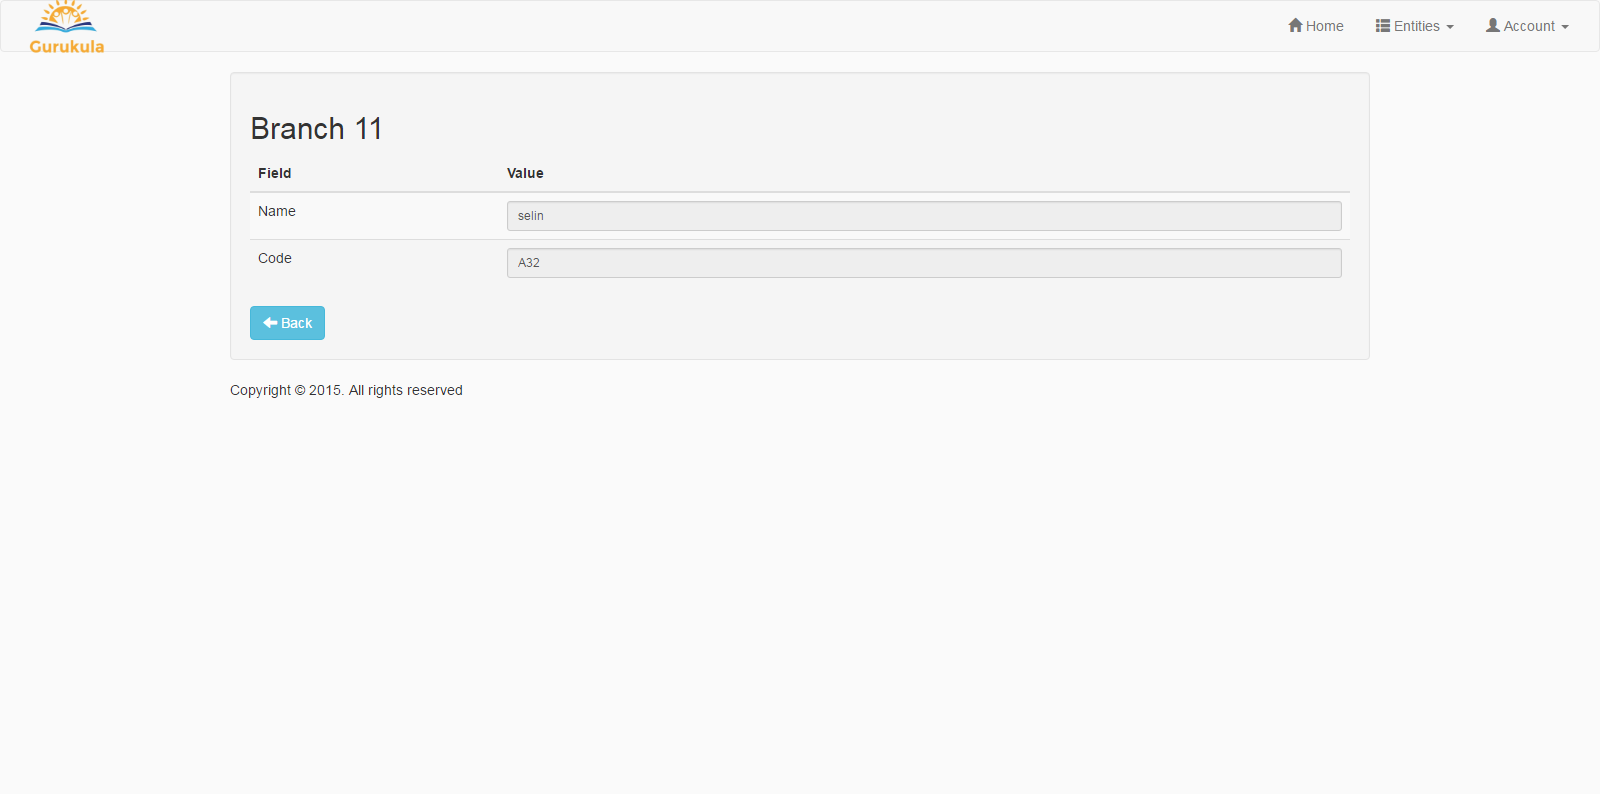 Gurukula
Home Entities Account
Branch 11
Field Value
Name selin
Code A32
Back
Copyright © 2015. All rights reserved